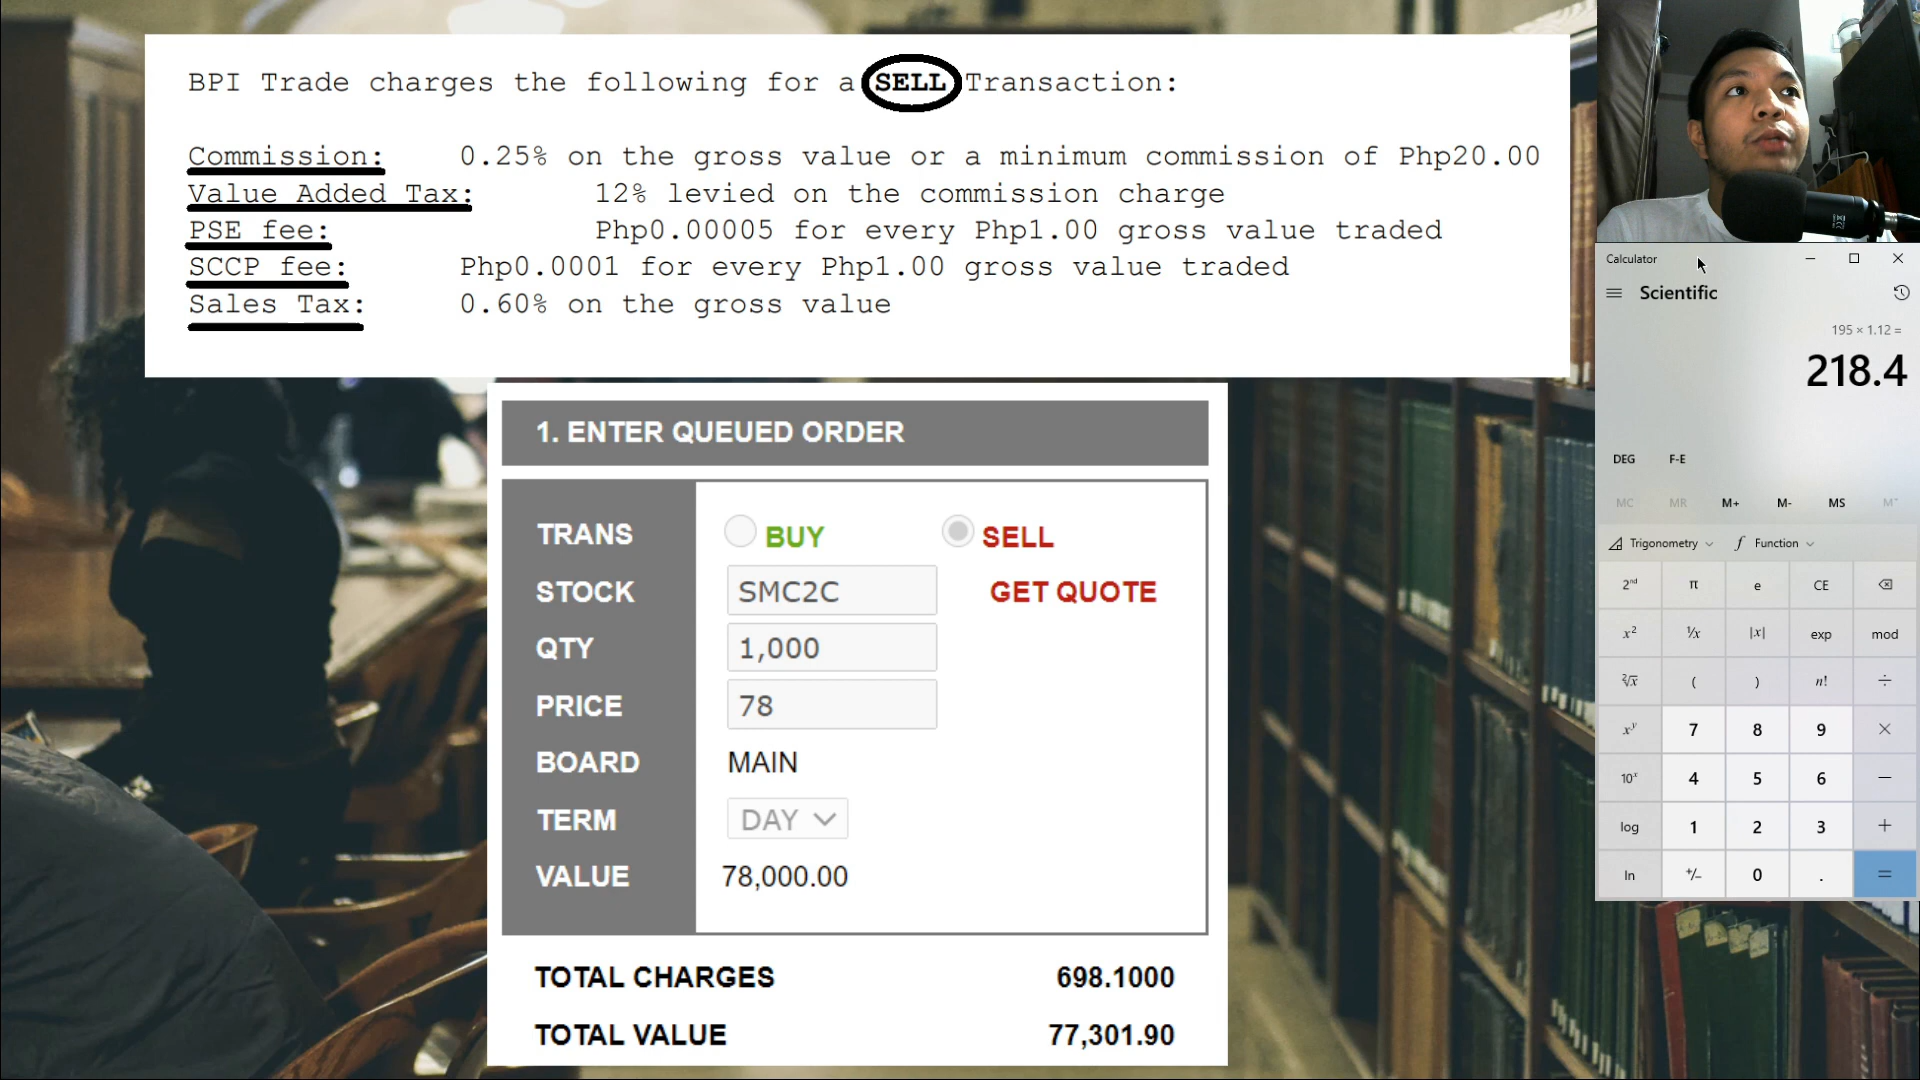 BPI Trade charges the following for a SELL Transaction:
Commission: 0.25% on the gross value or a minimum commission of Php20.00
Value Added Tax: 12% levied on the commission charge
PSE fee: Php0.00005 for every Php1.00 gross value traded
SCCP fee: Php0.0001 for every Php1.00 gross value traded
Sales Tax: 0.60% on the gross value
1. ENTER QUEUED ORDER
TRANS BUY SELL
STOCK SMC2C GET QUOTE
QTY 1,000
PRICE 78
BOARD MAIN
TERM DAY
VALUE 78,000.00
TOTAL CHARGES 698.1000
TOTAL VALUE 77,301.90
Calculator
Scientific
195 × 1.12 =
218.4
DEG F-E
MC MR M+ M- MS M˅
Trigonometry Function
2ⁿᵈ π e CE
x² ¹/x |x| exp mod
²√x ( ) n! ÷
xʸ 7 8 9 ×
10ˣ 4 5 6 −
log 1 2 3 +
ln +/− 0 . =